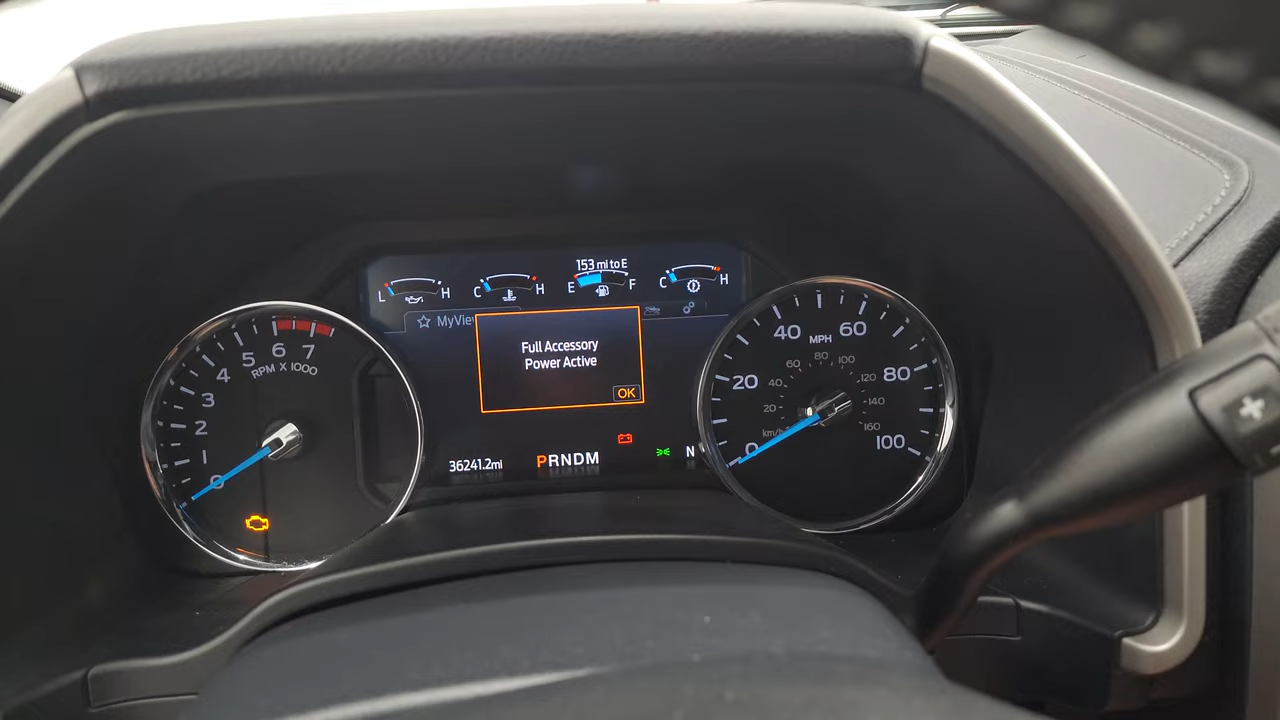 153 mi to E
L H
C H
E F
C H
MyView
Full Accessory
Power Active
OK
36241.2mi
PRNDM
N
0
1
2
3
4
5
6
7
RPM X 1000
0
20
40
60
80
100
MPH
km/h
20
40
60
80
100
120
140
160